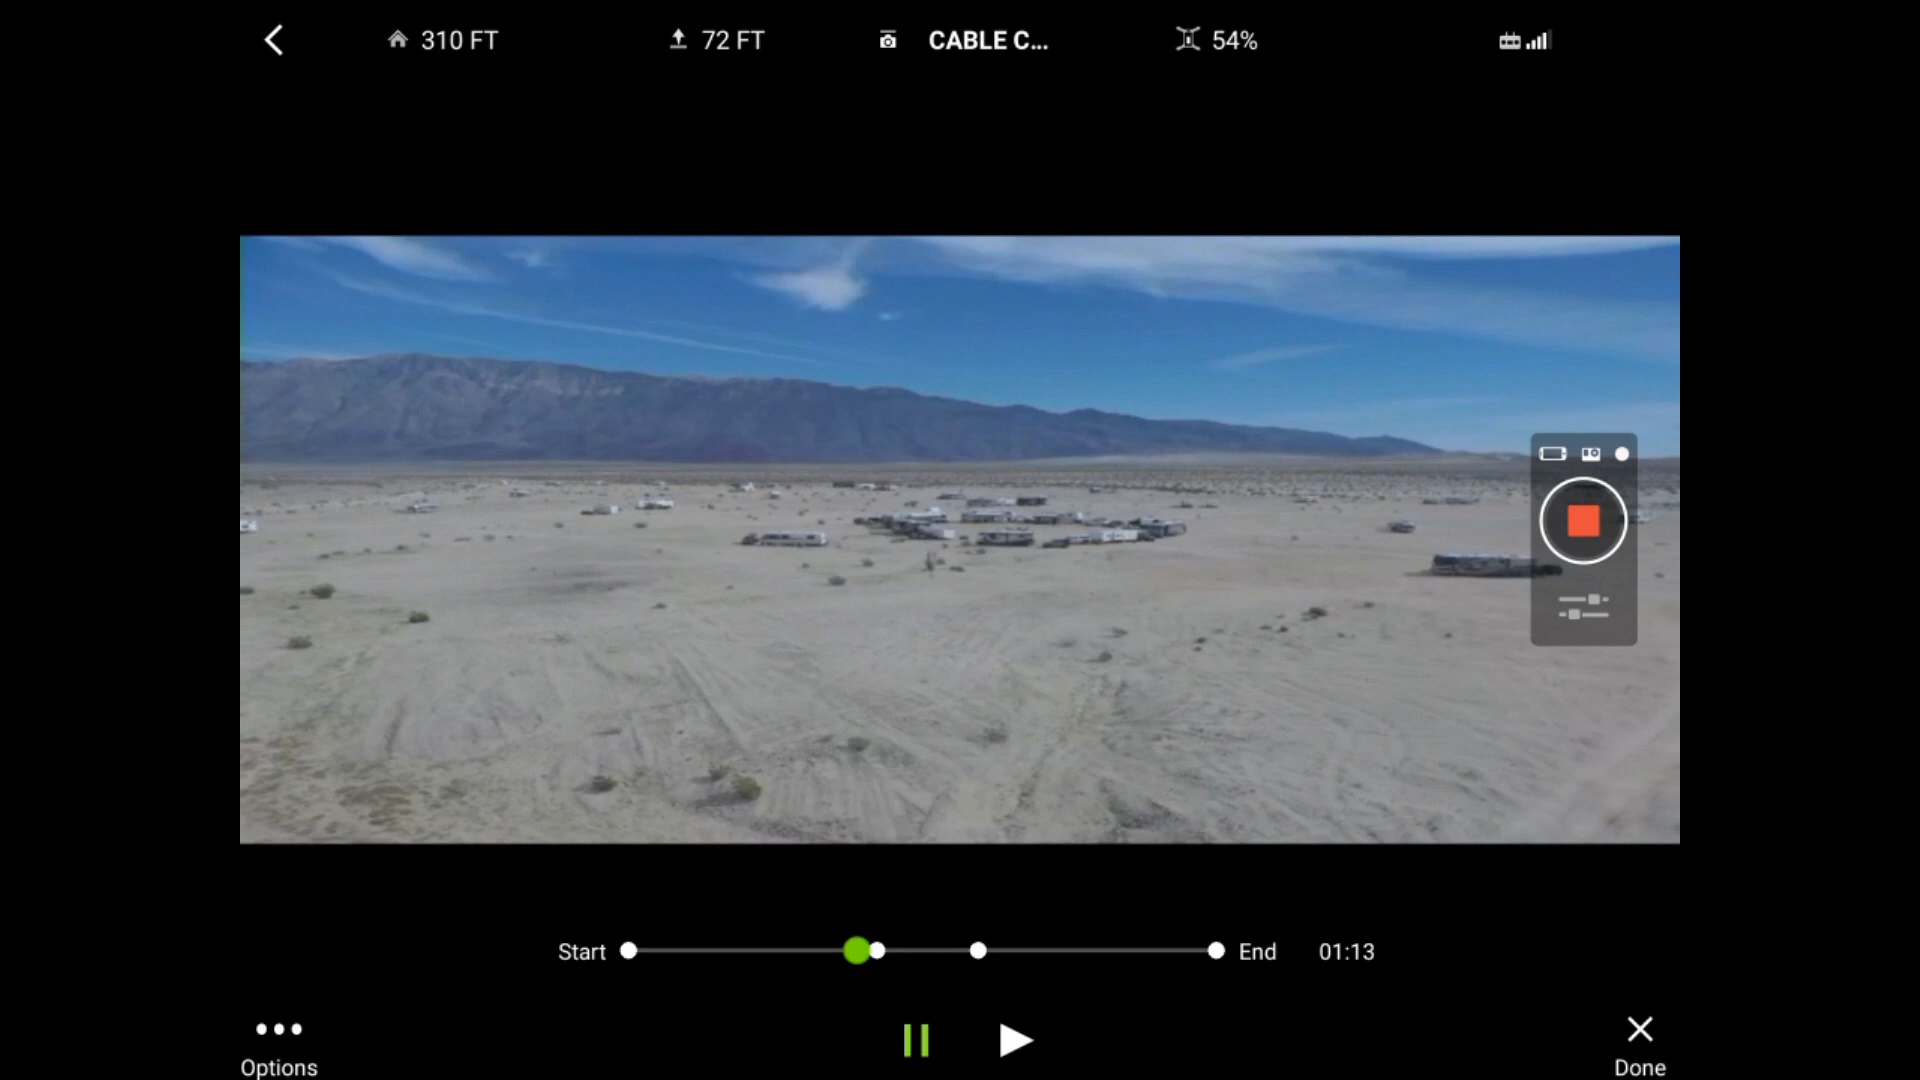 310 FT
72 FT
CABLE C...
54%
Start
End
01:13
Options
Done